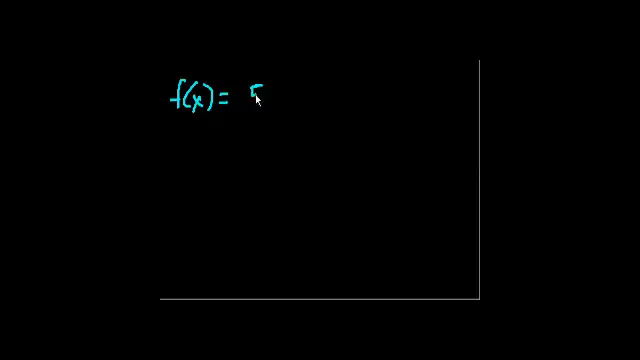 f(x) =